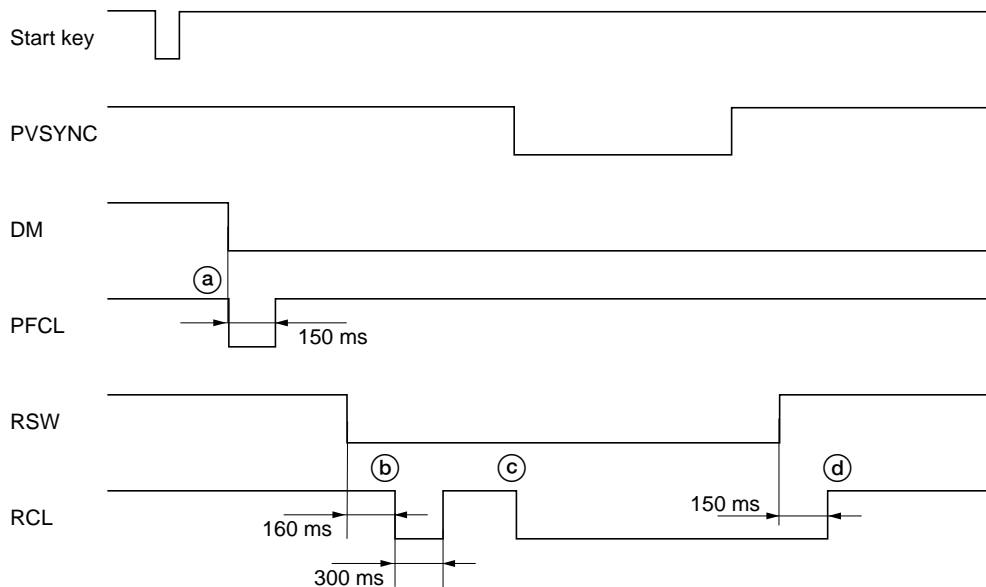 Start key
PVSYNC
DM
a
PFCL
150 ms
RSW
b
c
d
RCL
160 ms
150 ms
300 ms